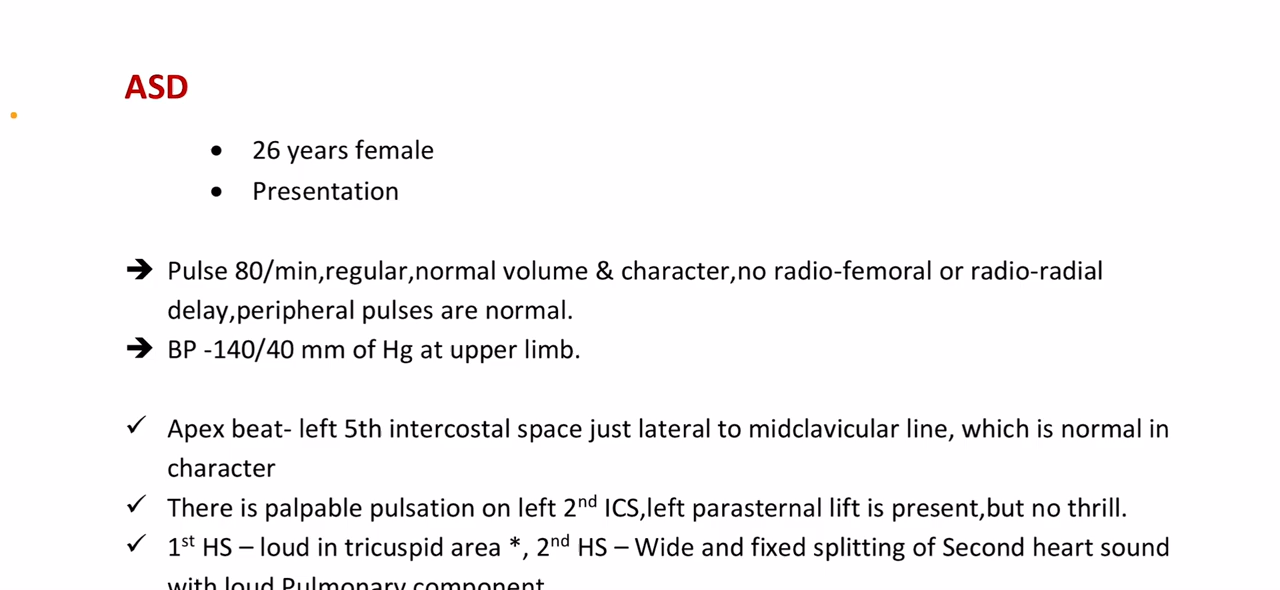 ASD
• 26 years female
• Presentation
➔ Pulse 80/min,regular,normal volume & character,no radio-femoral or radio-radial
delay,peripheral pulses are normal.
➔ BP -140/40 mm of Hg at upper limb.
✓ Apex beat- left 5th intercostal space just lateral to midclavicular line, which is normal in
character
✓ There is palpable pulsation on left 2nd ICS,left parasternal lift is present,but no thrill.
✓ 1st HS – loud in tricuspid area *, 2nd HS – Wide and fixed splitting of Second heart sound
with loud Pulmonary component